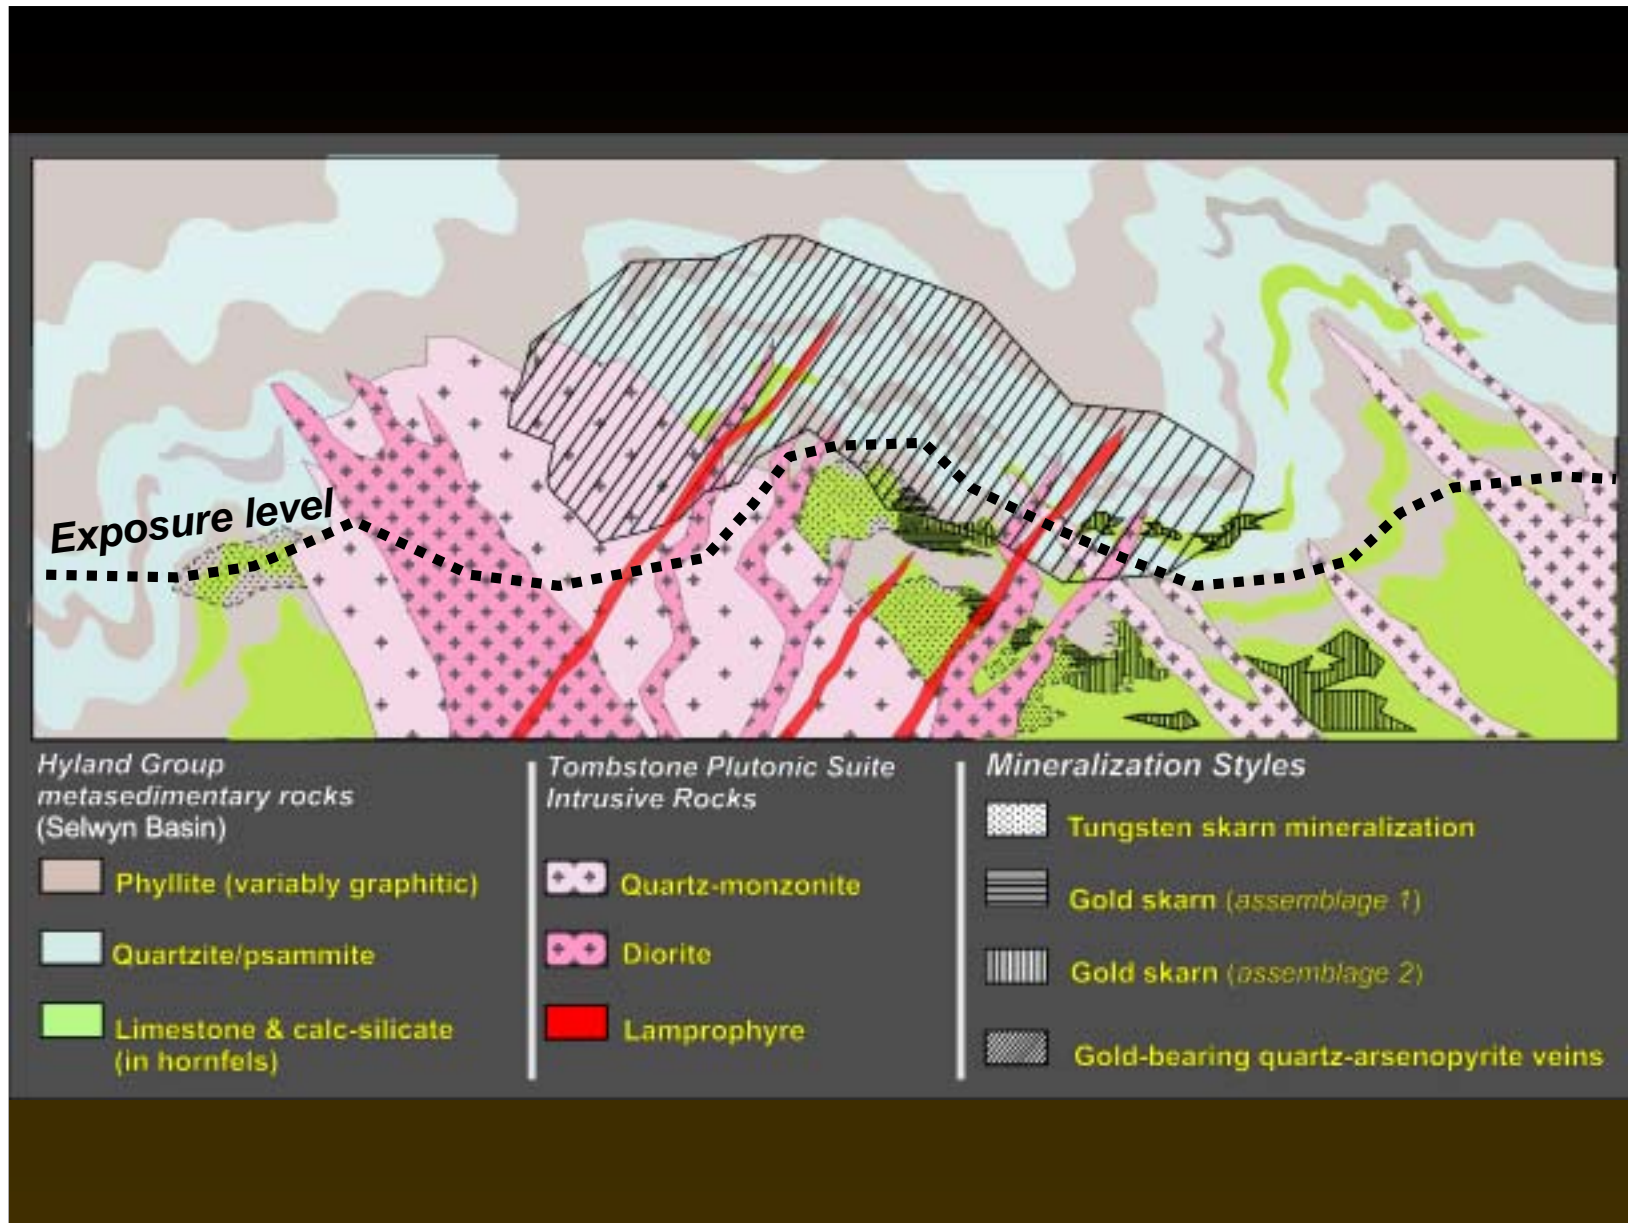 Exposure level
Hyland Group
metasedimentary rocks
(Selwyn Basin)
Phyllite (variably graphitic)
Quartzite/psammite
Limestone & calc-silicate
(in hornfels)
Tombstone Plutonic Suite
Intrusive Rocks
Quartz-monzonite
Diorite
Lamprophyre
Mineralization Styles
Tungsten skarn mineralization
Gold skarn (assemblage 1)
Gold skarn (assemblage 2)
Gold-bearing quartz-arsenopyrite veins